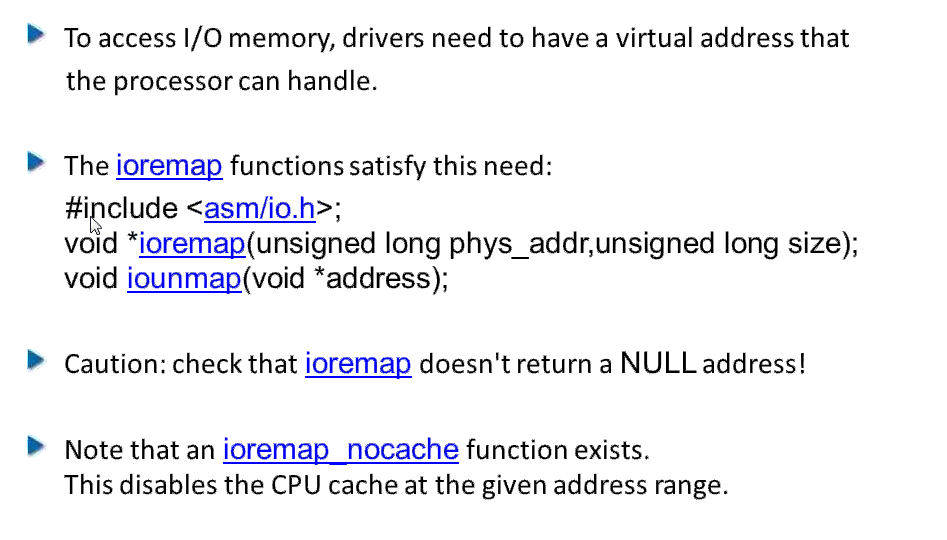 To access I/O memory, drivers need to have a virtual address that
the processor can handle.
The ioremap functions satisfy this need:
#include <asm/io.h>;
void *ioremap(unsigned long phys_addr,unsigned long size);
void iounmap(void *address);
Caution: check that ioremap doesn't return a NULL address!
Note that an ioremap_nocache function exists.
This disables the CPU cache at the given address range.